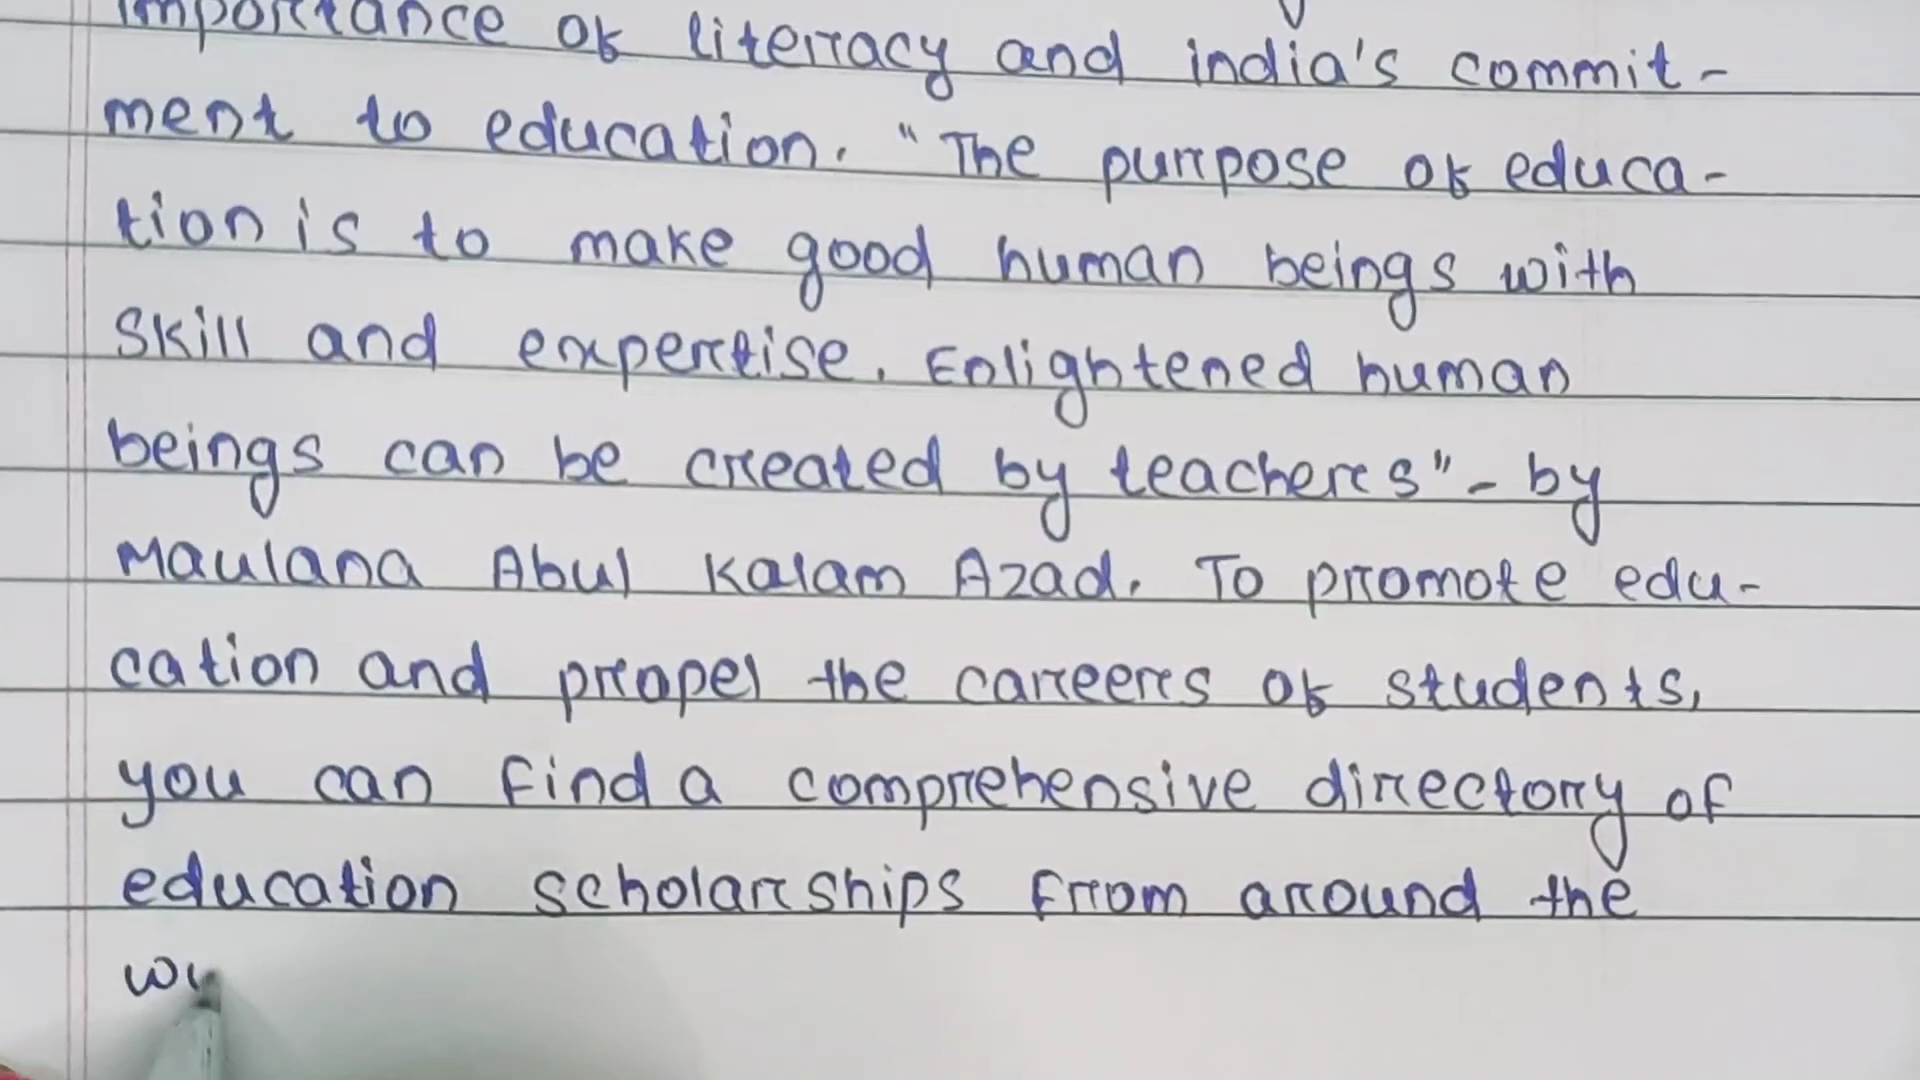 importance of literacy and india's commit-
ment to education. "The purpose of educa-
tion is to make good human beings with
skill and expertise. Enlightened human
beings can be created by teachers" - by
Maulana Abul Kalam Azad. To promote edu-
cation and propel the careers of students,
you can find a comprehensive directory of
education scholarships from around the